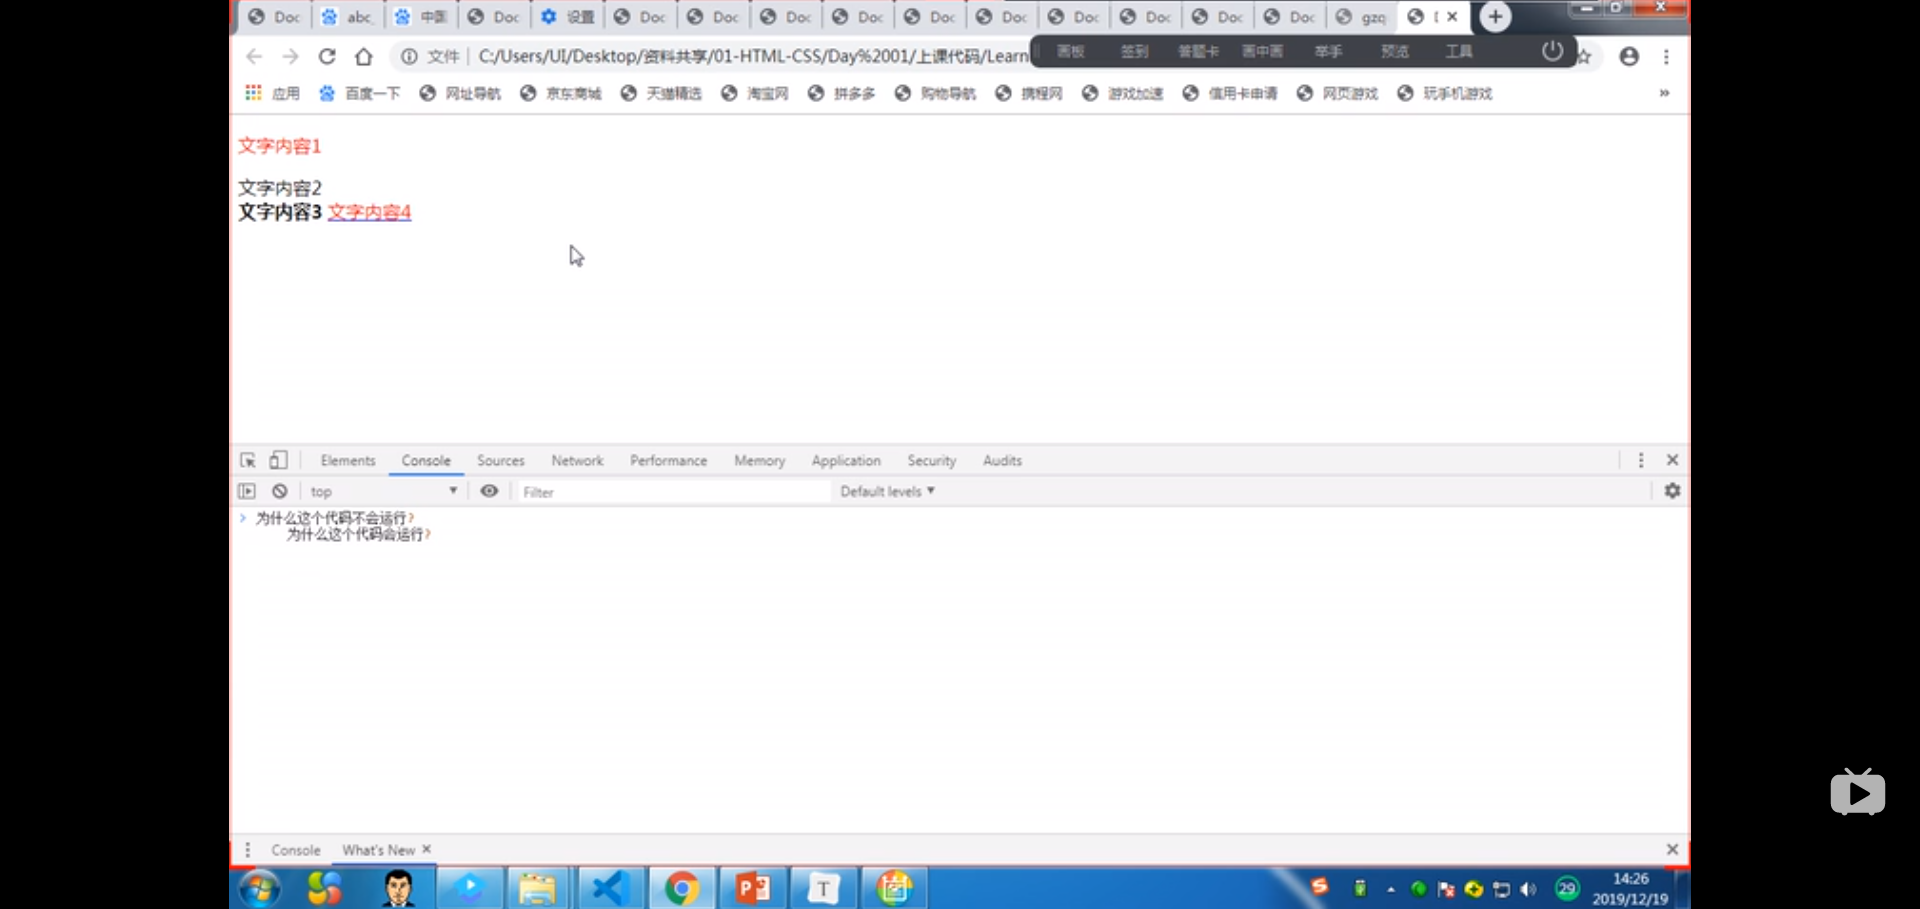 Doc abc 中国 Doc 设置 Doc Doc Doc Doc Doc Doc Doc Doc Doc Doc gzq
文件 C:/Users/UI/Desktop/资料共享/01-HTML-CSS/Day%2001/上课代码/Learn
画板 签到 答题卡 画中画 举手 预览 工具
应用 百度一下 网址导航 京东商城 天猫精选 淘宝网 拼多多 购物导航 携程网 游戏加速 信用卡申请 网页游戏 玩手机游戏 »
文字内容1
文字内容2
文字内容3 文字内容4
Elements Console Sources Network Performance Memory Application Security Audits
top Filter Default levels
为什么这个代码不会运行?
为什么这个代码会运行?
Console What's New
29
14:26
2019/12/19